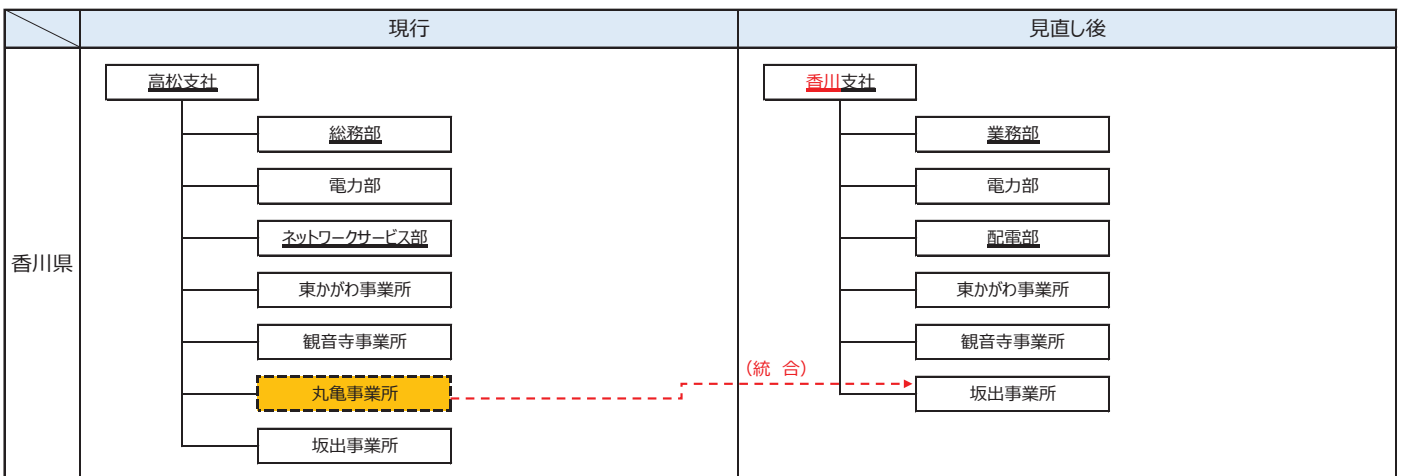 現行
見直し後
香川県
高松支社
総務部
電力部
ネットワークサービス部
東かがわ事業所
観音寺事業所
丸亀事業所
坂出事業所
(統 合)
香川支社
業務部
電力部
配電部
東かがわ事業所
観音寺事業所
坂出事業所